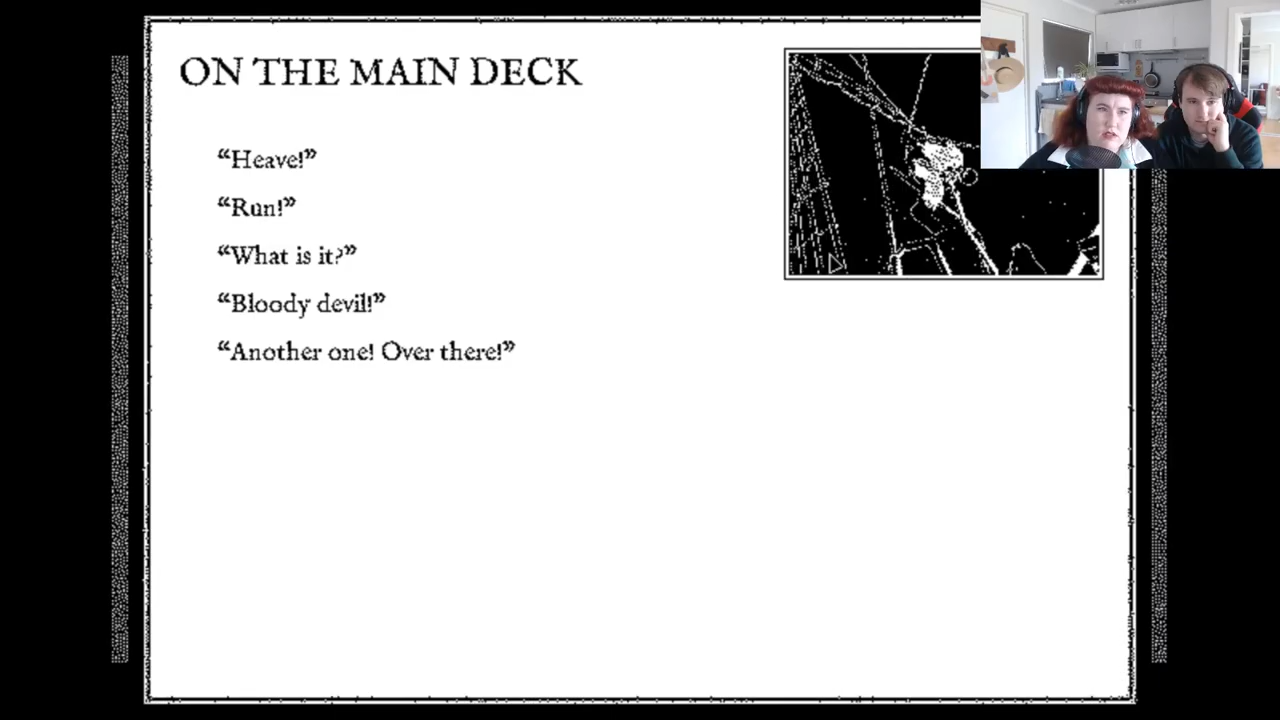 ON THE MAIN DECK
“Heave!”
“Run!”
“What is it?”
“Bloody devil!”
“Another one! Over there!”